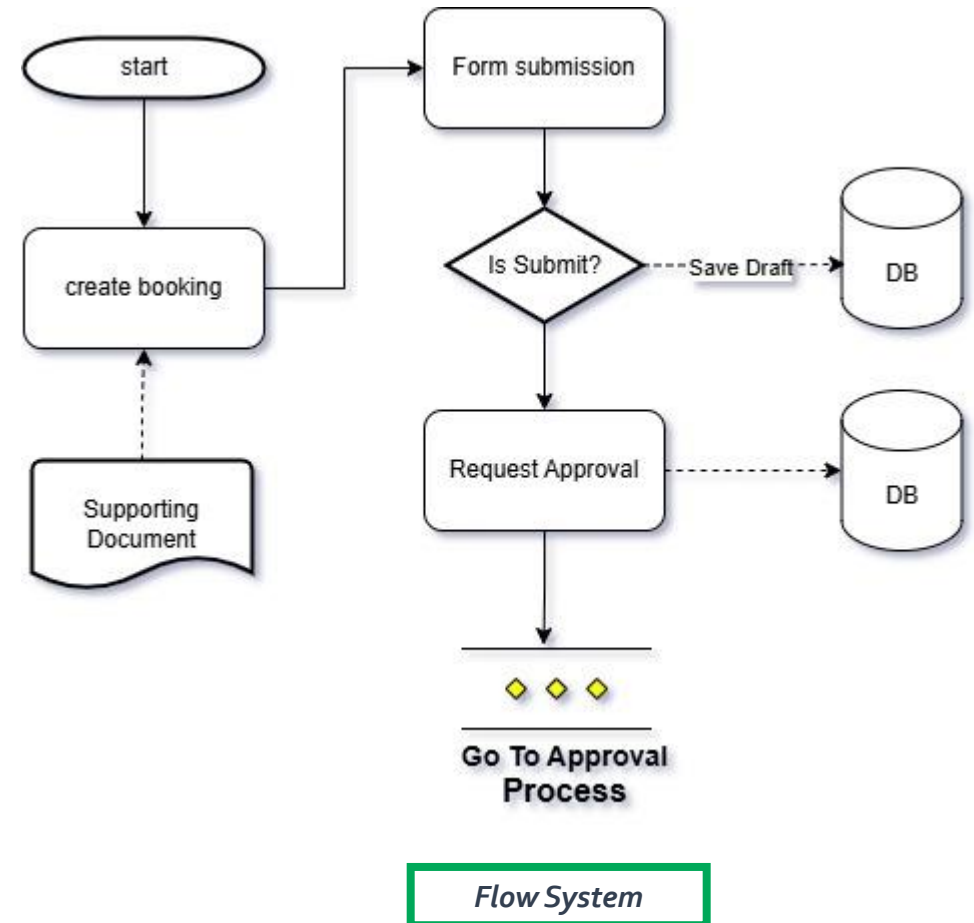 start
Form submission
create booking
Is Submit?
Save Draft
DB
Supporting
Document
Request Approval
DB
Go To Approval
Process
Flow System